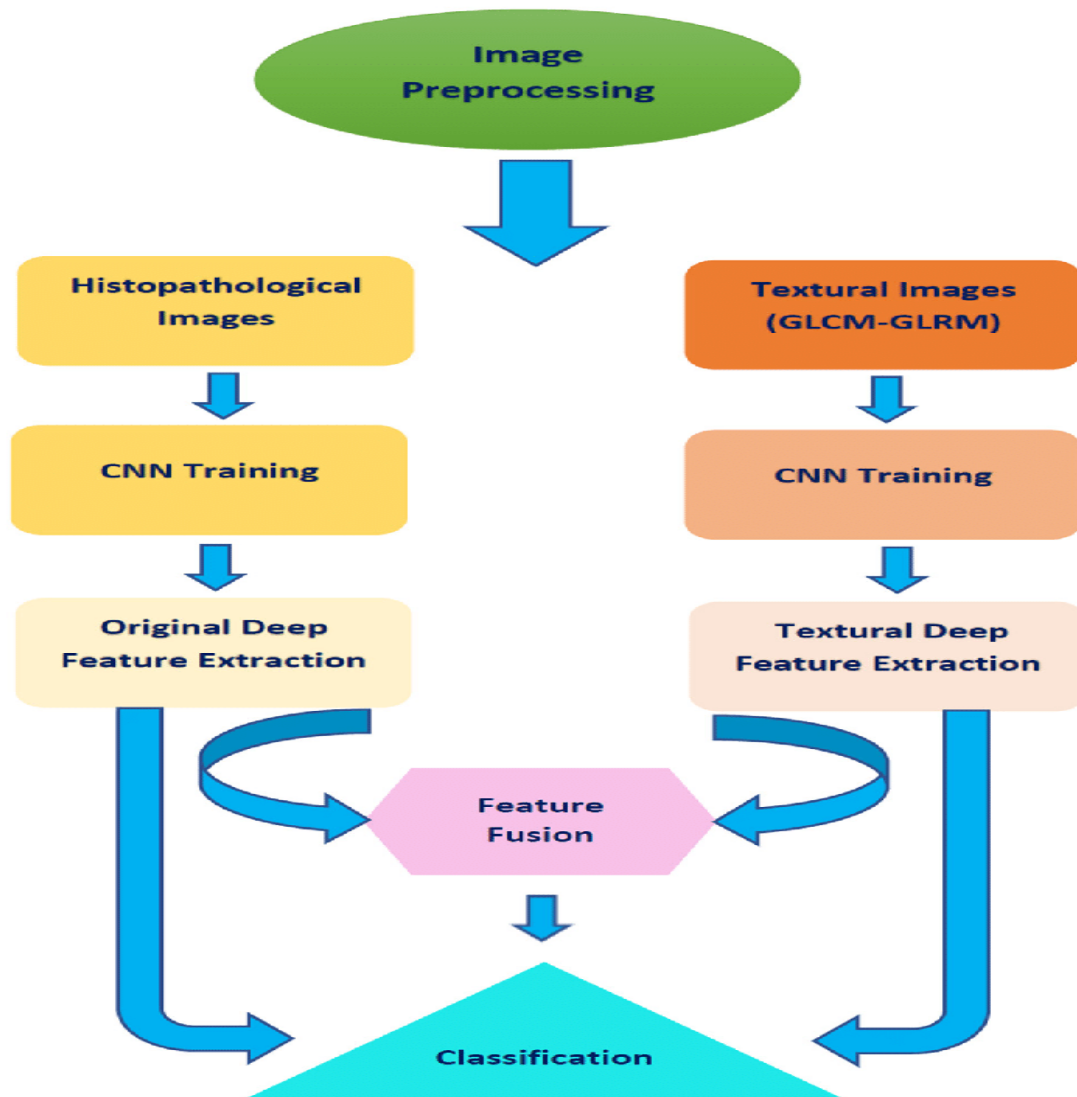 Image
Preprocessing
Histopathological
Images
Textural Images
(GLCM-GLRM)
CNN Training
CNN Training
Original Deep
Feature Extraction
Textural Deep
Feature Extraction
Feature
Fusion
Classification